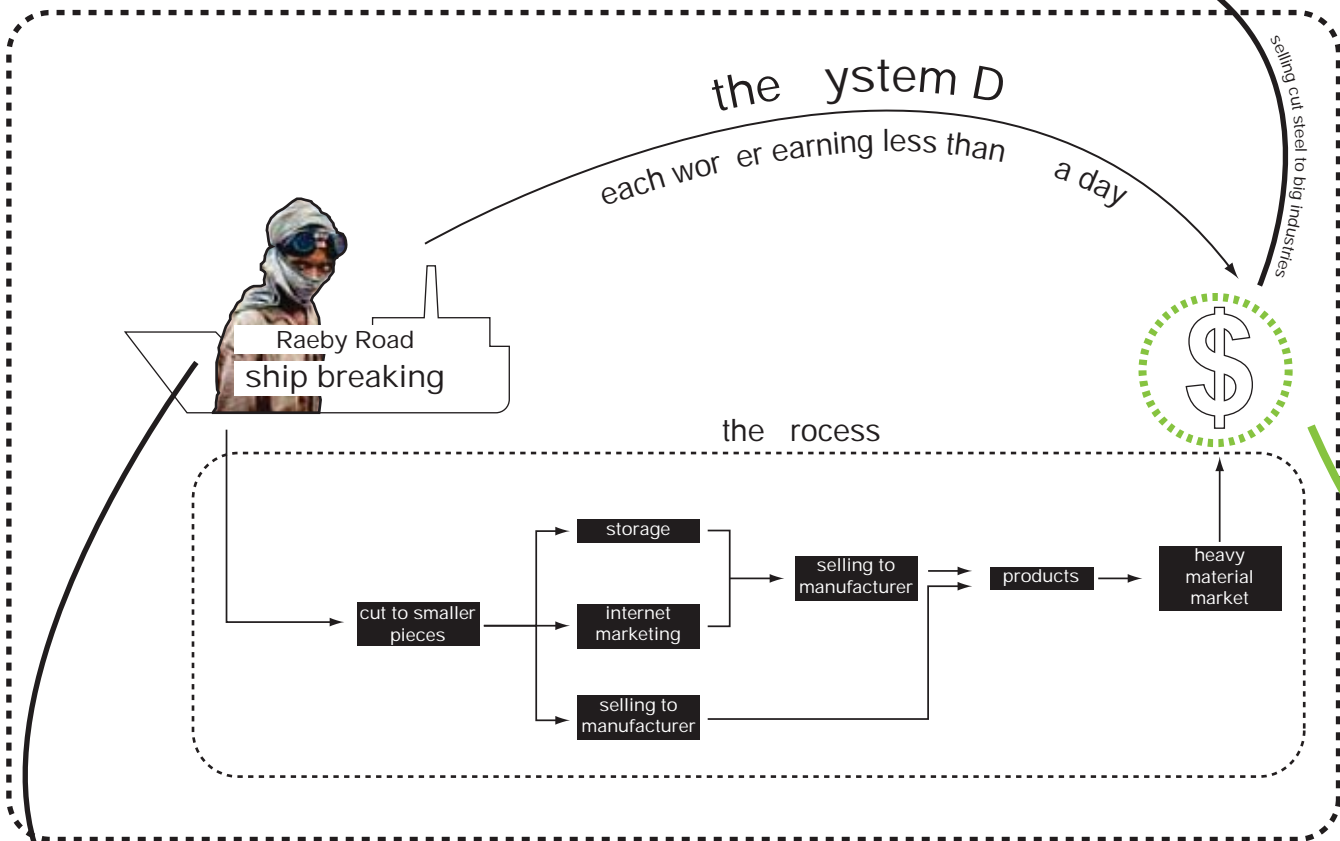 the ystem D
each wor er earning less than a day
selling cut steel to big industries
Raeby Road
ship breaking
$
the rocess
storage
selling to
manufacturer
products
heavy
material
market
cut to smaller
pieces
internet
marketing
selling to
manufacturer